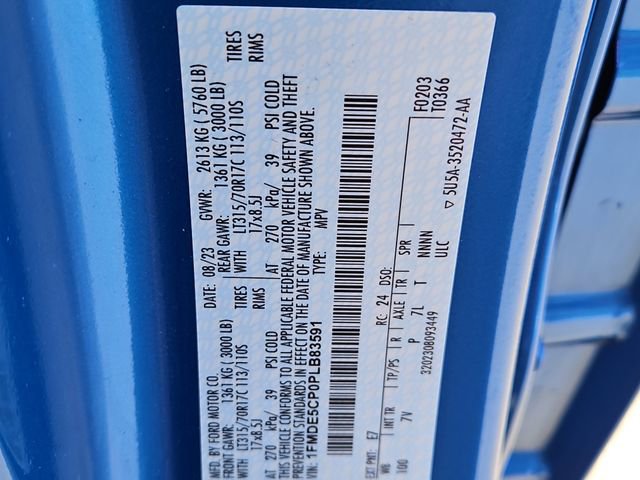 MFD. BY FORD MOTOR CO.
DATE: 08/23 GVWR: 2613 KG ( 5760 LB)
FRONT GAWR: 1361 KG ( 3000 LB) REAR GAWR: 1361 KG ( 3000 LB)
WITH LT315/70R17C 113/110S TIRES WITH LT315/70R17C 113/110S TIRES
17x8.5J RIMS 17x8.5J RIMS
AT 270 kPa/ 39 PSI COLD AT 270 kPa/ 39 PSI COLD
THIS VEHICLE CONFORMS TO ALL APPLICABLE FEDERAL MOTOR VEHICLE SAFETY AND THEFT
PREVENTION STANDARDS IN EFFECT ON THE DATE OF MANUFACTURE SHOWN ABOVE.
VIN: 1FMDE5CP0PLB83591 TYPE: MPV
F0203
T0366
EXT PNT: E7 RC: 24 DSO:
WB TP/PS R AXLE TR SPR
100 7V P 7L T NNNN
3202308093449 ULC
▽ 5U5A-3520472-AA